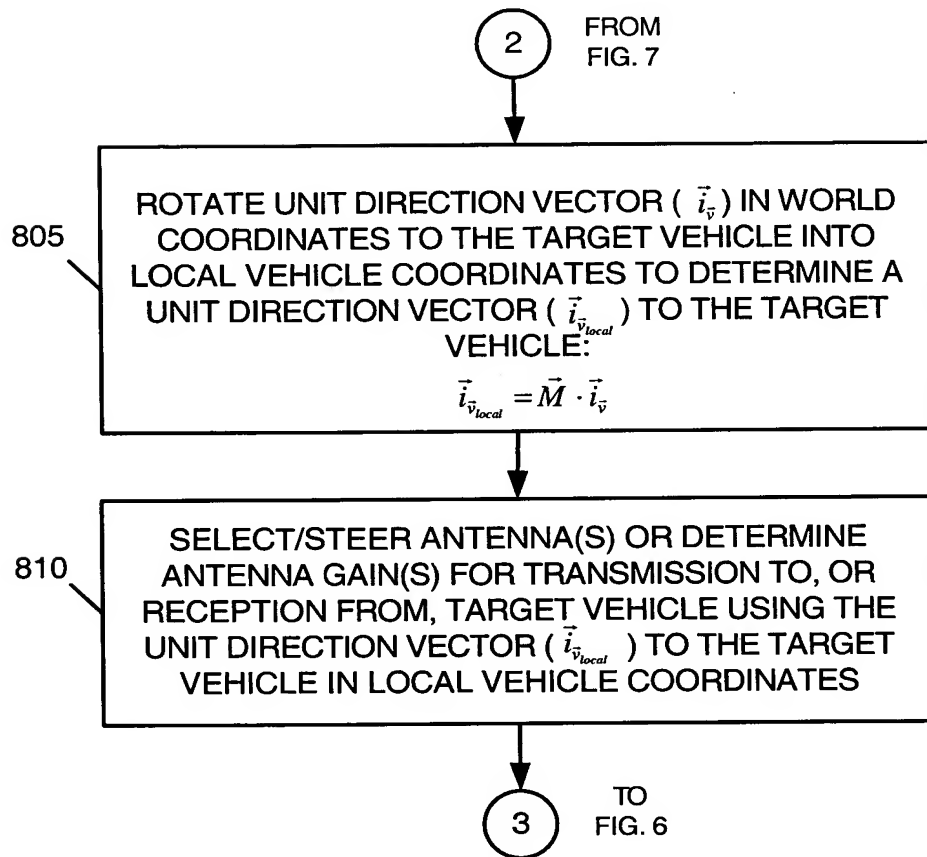 2 FROM
FIG. 7
805
ROTATE UNIT DIRECTION VECTOR ( $\vec{i}_{\vec{v}}$ ) IN WORLD
COORDINATES TO THE TARGET VEHICLE INTO
LOCAL VEHICLE COORDINATES TO DETERMINE A
UNIT DIRECTION VECTOR ( $\vec{i}_{\vec{v}_{local}}$ ) TO THE TARGET
VEHICLE:
$\vec{i}_{\vec{v}_{local}} = \vec{M} \cdot \vec{i}_{\vec{v}}$
810
SELECT/STEER ANTENNA(S) OR DETERMINE
ANTENNA GAIN(S) FOR TRANSMISSION TO, OR
RECEPTION FROM, TARGET VEHICLE USING THE
UNIT DIRECTION VECTOR ( $\vec{i}_{\vec{v}_{local}}$ ) TO THE TARGET
VEHICLE IN LOCAL VEHICLE COORDINATES
3 TO
FIG. 6